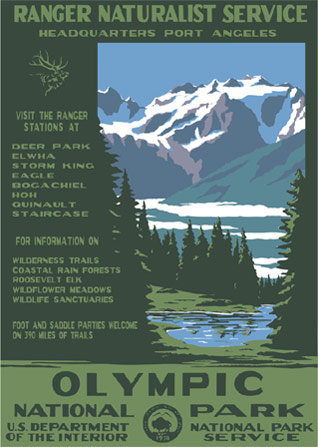 RANGER NATURALIST SERVICE
HEADQUARTERS PORT ANGELES
VISIT THE RANGER
STATIONS AT
DEER PARK
ELWHA
STORM KING
EAGLE
BOGACHIEL
HOH
QUINAULT
STAIRCASE
FOR INFORMATION ON
WILDERNESS TRAILS
COASTAL RAIN FORESTS
ROOSEVELT ELK
WILDFLOWER MEADOWS
WILDLIFE SANCTUARIES
FOOT AND SADDLE PARTIES WELCOME
ON 390 MILES OF TRAILS
OLYMPIC
NATIONAL PARK
U.S. DEPARTMENT
OF THE INTERIOR
NATIONAL PARK
SERVICE